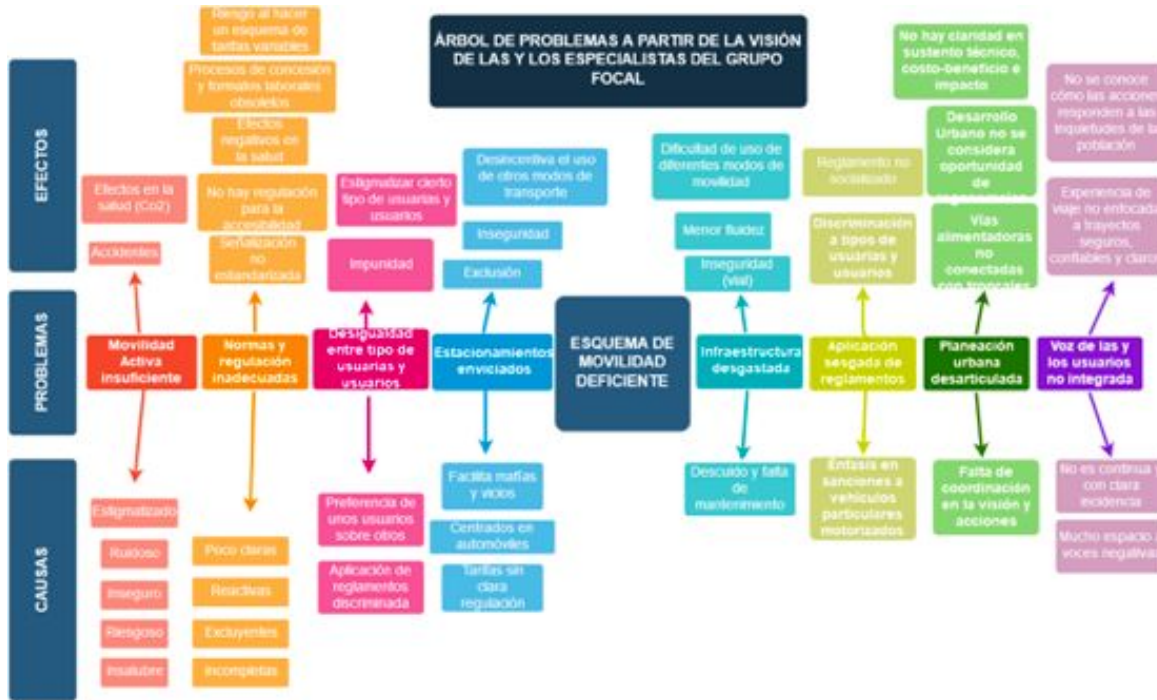 ÁRBOL DE PROBLEMAS A PARTIR DE LA VISIÓN
DE LAS Y LOS ESPECIALISTAS DEL GRUPO
FOCAL
EFECTOS
Efectos en la
salud (Co2)
Accidentes
Riesgo al hacer
un esquema de
tarifas variables
Procesos de concesión
y formatos laborales
obsoletos
Efectos
negativos en
la salud
No hay regulación
para la
accesibilidad
Señalización
no
estandarizada
Estigmatizar cierto
tipo de usuarias y
usuarios
Impunidad
Desincentiva el uso
de otros modos de
transporte
Inseguridad
Exclusión
Dificultad de uso de
diferentes modos de
movilidad
Menor fluidez
Inseguridad
(vial)
Reglamento no
socializado
Discriminación
a tipos de
usuarias y
usuarios
No hay claridad en
sustento técnico,
costo-beneficio e
impacto
Desarrollo
Urbano no se
considera
oportunidad
de
Vías
alimentadoras
no
conectadas
con troncales
No se conoce
cómo las acciones
responden a las
inquietudes de la
población
Experiencia de
viaje no enfocada
a trayectos
seguros,
confiables y claros
PROBLEMAS
Movilidad
Activa
insuficiente
Normas y
regulación
inadecuadas
Desigualdad
entre tipo de
usuarias y
usuarios
Estacionamientos
enviciados
ESQUEMA DE
MOVILIDAD
DEFICIENTE
Infraestructura
desgastada
Aplicación
sesgada de
reglamentos
Planeación
urbana
desarticulada
Voz de las y
los usuarios
no integrada
CAUSAS
Estigmatizado
Ruidoso
Inseguro
Riesgoso
Insalubre
Poco claras
Reactivas
Excluyentes
Incompletas
Preferencia de
unos usuarios
sobre otros
Aplicación de
reglamentos
discriminada
Facilita mafias
y vicios
Centrados en
automóviles
Tarifas sin
clara
regulación
Descuido y falta
de
mantenimiento
Énfasis en
sanciones a
vehículos
particulares
motorizados
Falta de
coordinación
en la visión y
acciones
No es continua y
con clara
incidencia
Mucho espacio a
voces negativas